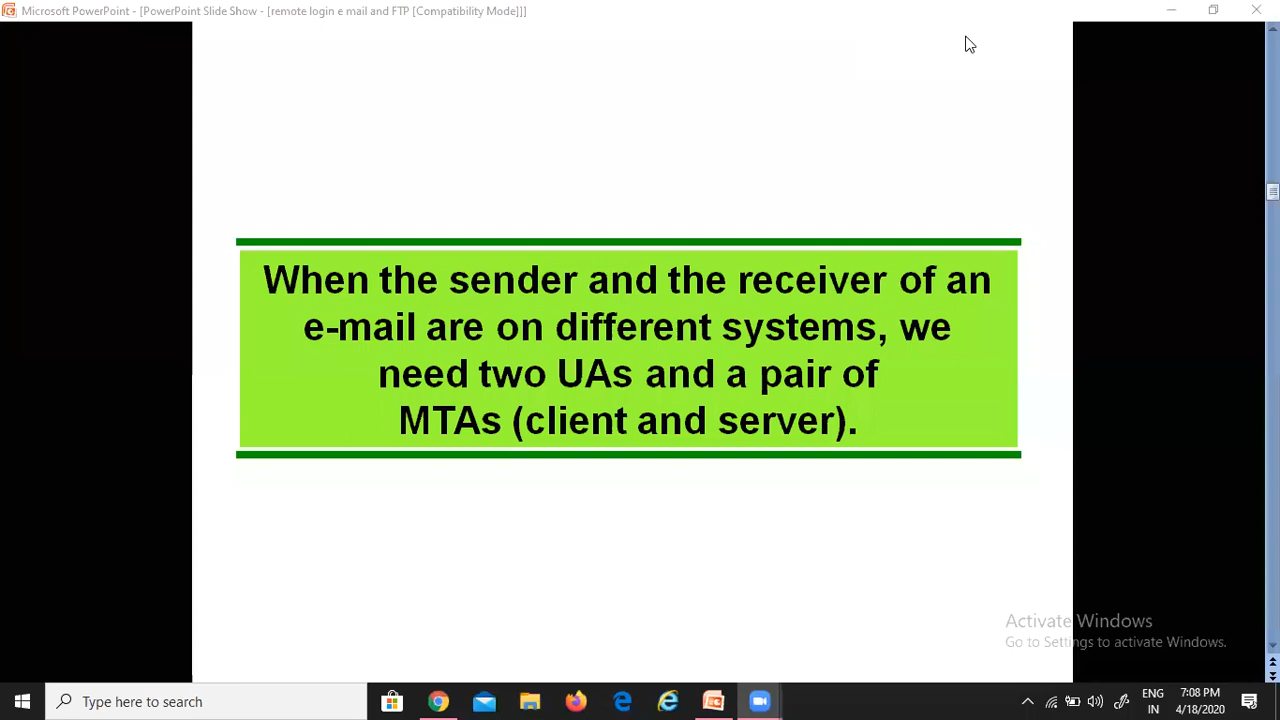 Microsoft PowerPoint - [PowerPoint Slide Show - [remote login e mail and FTP [Compatibility Mode]]]
When the sender and the receiver of an
e-mail are on different systems, we
need two UAs and a pair of
MTAs (client and server).
Activate Windows
Go to Settings to activate Windows.
Type here to search
ENG
IN
7:08 PM
4/18/2020